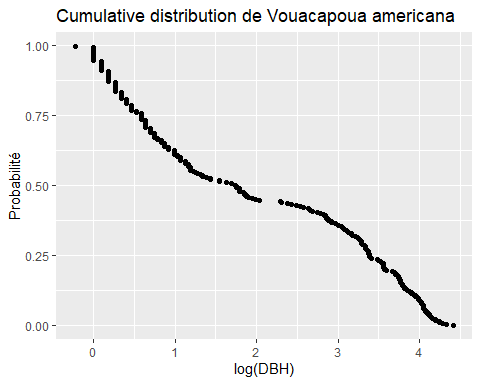 Cumulative distribution de Vouacapoua americana
1.00
0.75
0.50
0.25
0.00
Probabilité
0 1 2 3 4
log(DBH)